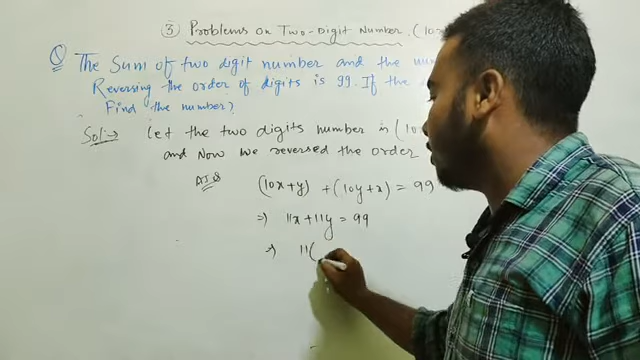 ③ Problems on Two-Digit Number. (10x
Q The Sum of two digit number and the
Reversing the order of digits is 99. If the
Find the number?
Sol:→ Let the two digits number is (10
and now we reversed the order
(10x+y) + (10y+x) = 99
⇒ 11x+11y = 99
⇒ 11(